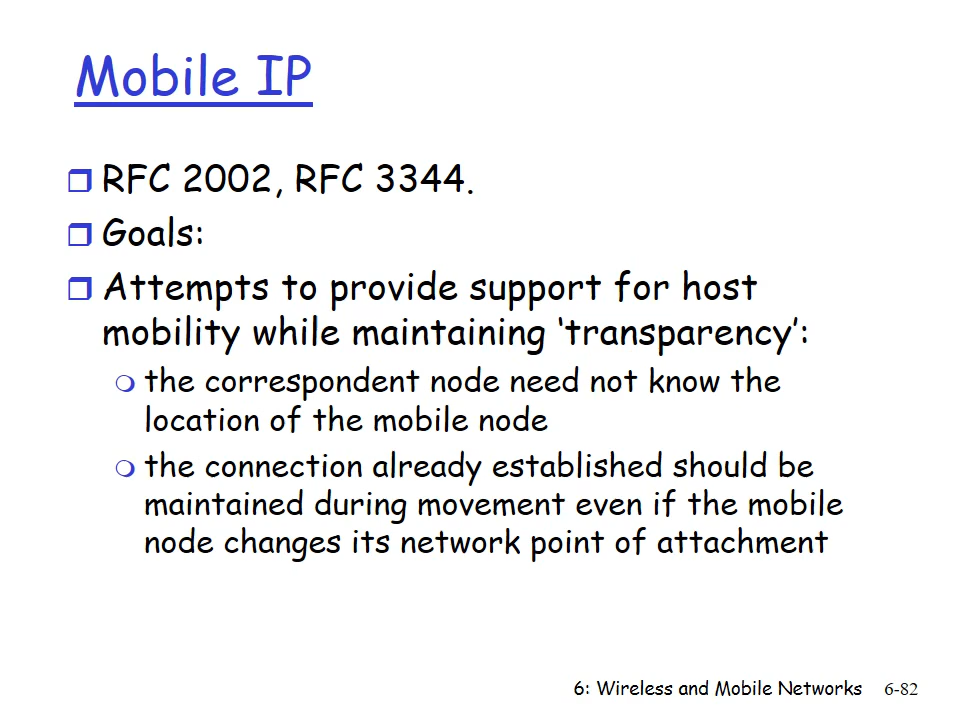 Mobile IP
RFC 2002, RFC 3344.
Goals:
Attempts to provide support for host
mobility while maintaining ‘transparency’:
the correspondent node need not know the
location of the mobile node
the connection already established should be
maintained during movement even if the mobile
node changes its network point of attachment
6: Wireless and Mobile Networks 6-82